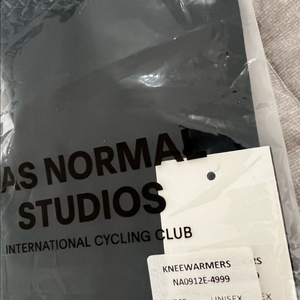 AS NORMAL
STUDIOS
INTERNATIONAL CYCLING CLUB
KNEEWARMERS
NA0912E-4999
UNISEX